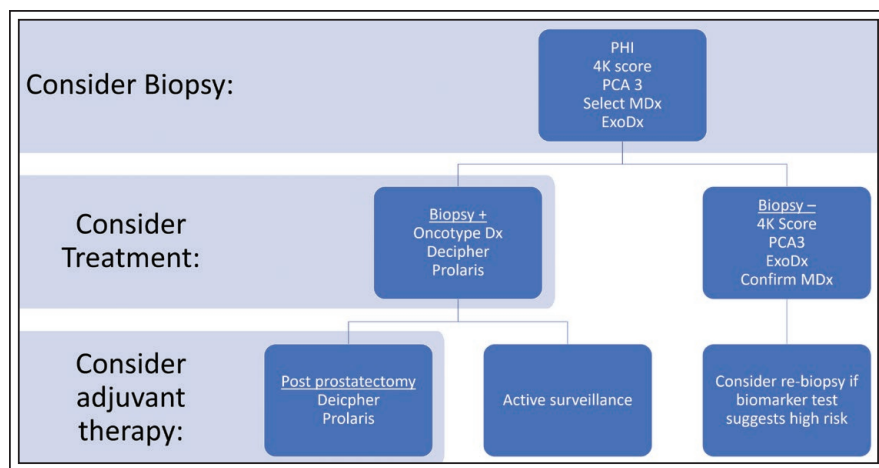 Consider Biopsy:
PHI
4K score
PCA 3
Select MDx
ExoDx
Consider
Treatment:
Biopsy +
Oncotype Dx
Decipher
Prolaris
Biopsy –
4K Score
PCA3
ExoDx
Confirm MDx
Consider
adjuvant
therapy:
Post prostatectomy
Deicpher
Prolaris
Active surveillance
Consider re-biopsy if
biomarker test
suggests high risk